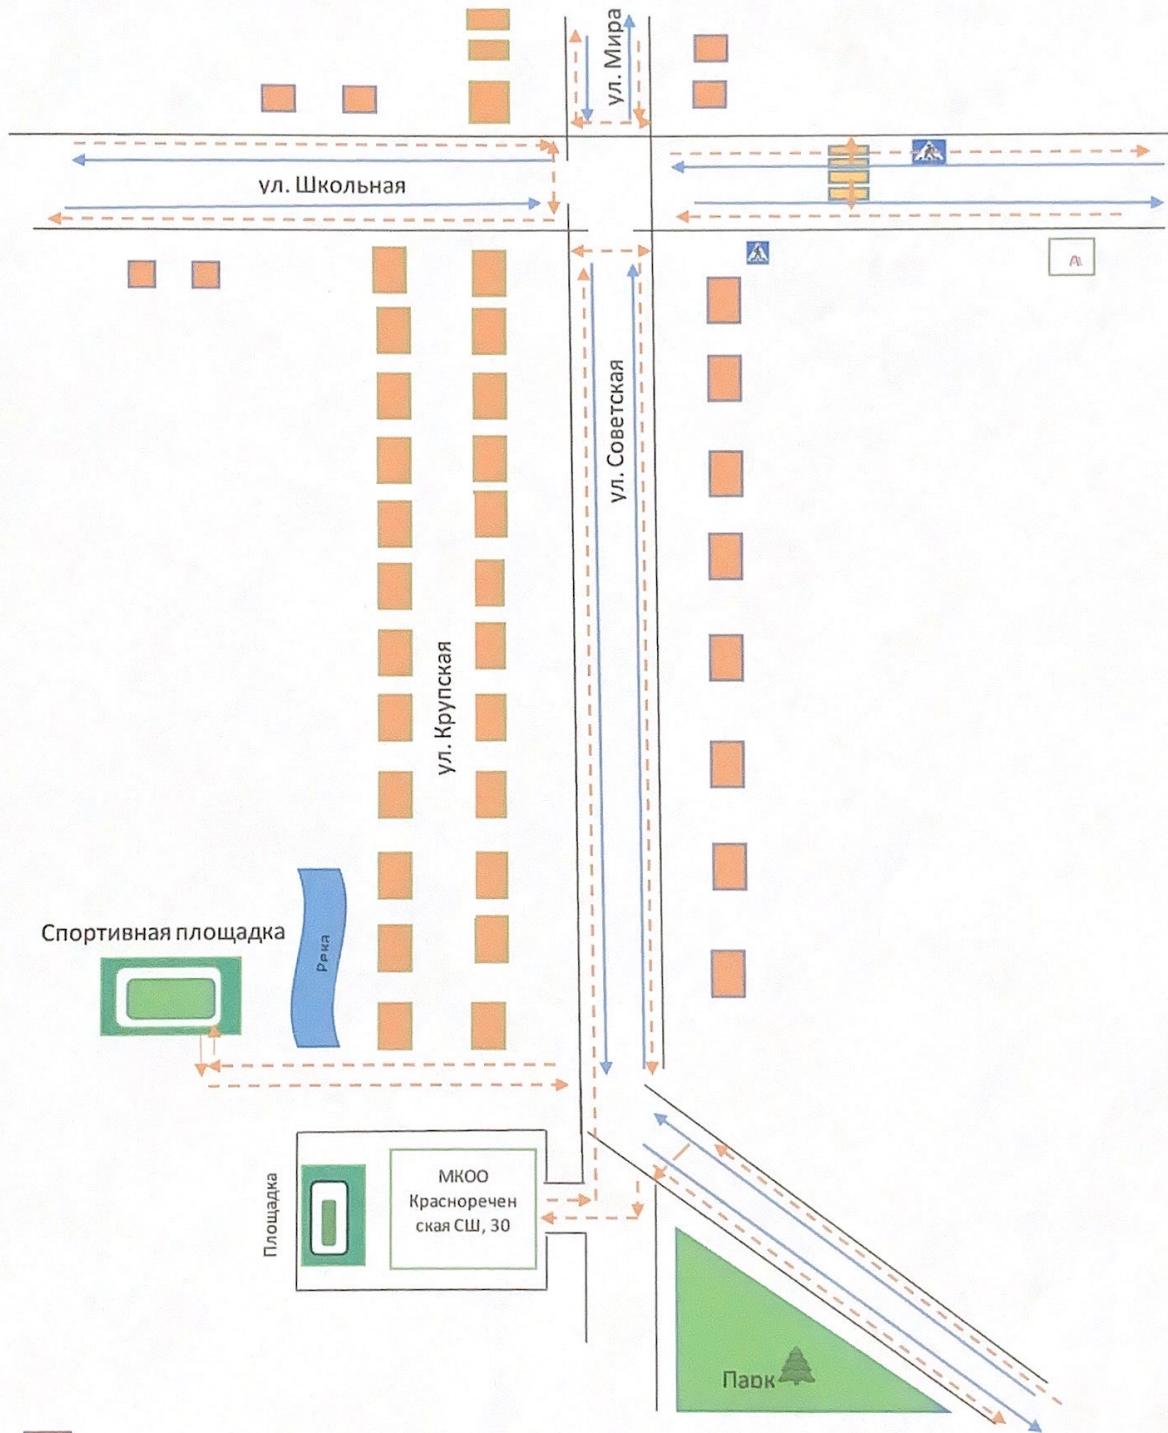 ул. Мира
ул. Школьная
А
ул. Советская
ул. Крупская
Спортивная площадка
Река
Площадка
МКОО
Красноречен
ская СШ, 30
Парк